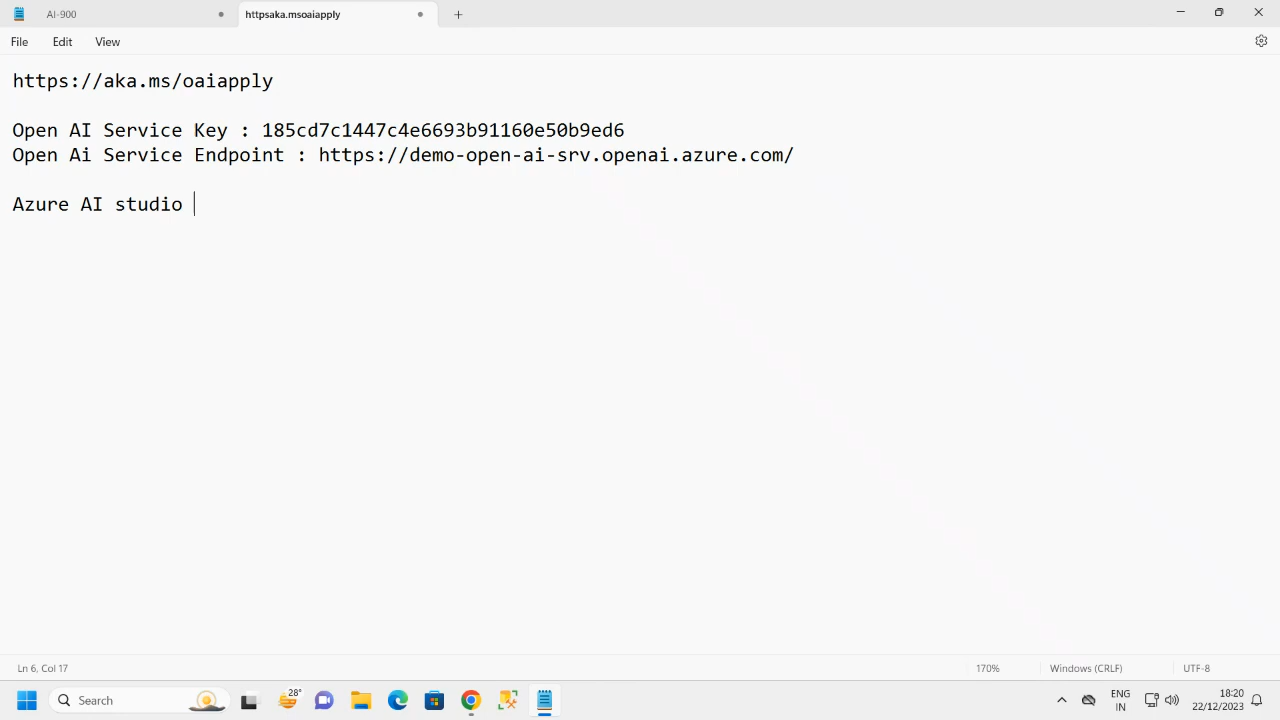 AI-900
httpsaka.msoaiapply
File Edit View
https://aka.ms/oaiapply
Open AI Service Key : 185cd7c1447c4e6693b91160e50b9ed6
Open Ai Service Endpoint : https://demo-open-ai-srv.openai.azure.com/
Azure AI studio
Ln 6, Col 17
170%
Windows (CRLF)
UTF-8
Search
28°
ENG
IN
18:20
22/12/2023